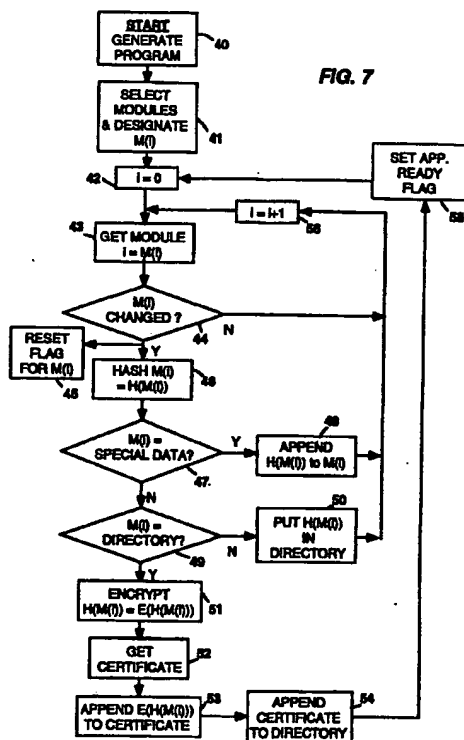 START
GENERATE
PROGRAM
40
FIG. 7
SELECT
MODULES
& DESIGNATE
M(i)
41
SET APP.
READY
FLAG
58
42
i = 0
i = i+1
56
43
GET MODULE
i = M(i)
M(i)
CHANGED ?
44
N
Y
RESET
FLAG
FOR M(i)
45
HASH M(i)
= H(M(i))
46
M(i) =
SPECIAL DATA?
47
Y
APPEND
H(M(i)) to M(i)
48
N
M(i) =
DIRECTORY?
49
N
PUT H(M(i))
IN
DIRECTORY
50
Y
ENCRYPT
H(M(i)) = E(H(M(i)))
51
GET
CERTIFICATE
52
APPEND E(H(M(i)))
TO CERTIFICATE
53
APPEND
CERTIFICATE
TO DIRECTORY
54